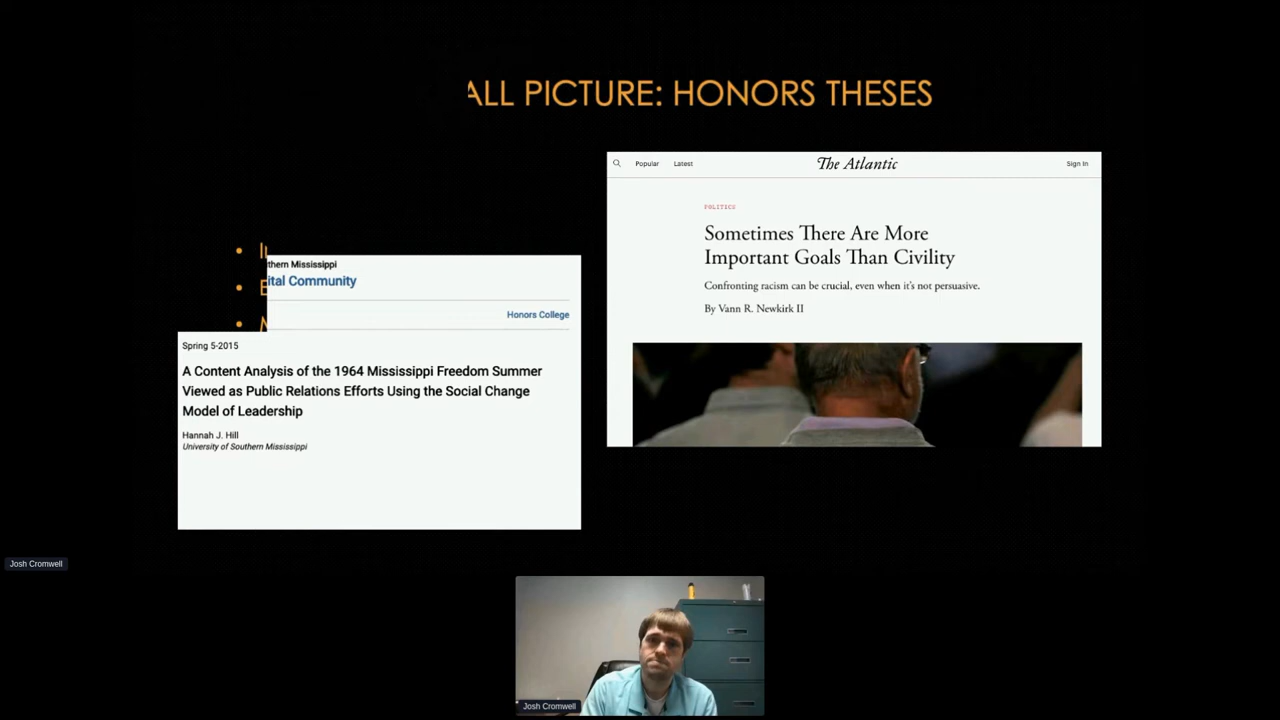 ALL PICTURE: HONORS THESES
Popular
Latest
The Atlantic
Sign In
POLITICS
Sometimes There Are More
Important Goals Than Civility
Confronting racism can be crucial, even when it's not persuasive.
By Vann R. Newkirk II
thern Mississippi
ital Community
Honors College
Spring 5-2015
A Content Analysis of the 1964 Mississippi Freedom Summer
Viewed as Public Relations Efforts Using the Social Change
Model of Leadership
Hannah J. Hill
University of Southern Mississippi
Josh Cromwell
Josh Cromwell